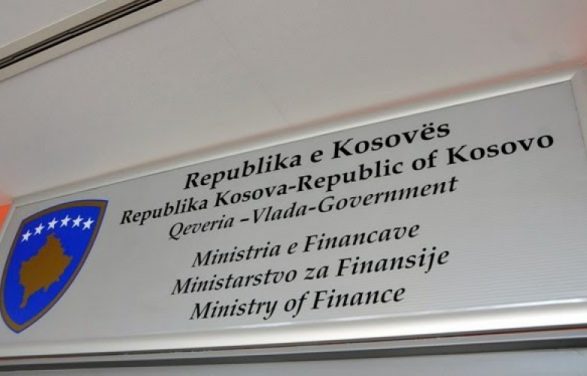 Republika e Kosovës
Republika Kosova-Republic of Kosovo
Qeveria –Vlada-Government
Ministria e Financave
Ministarstvo za Finansije
Ministry of Finance